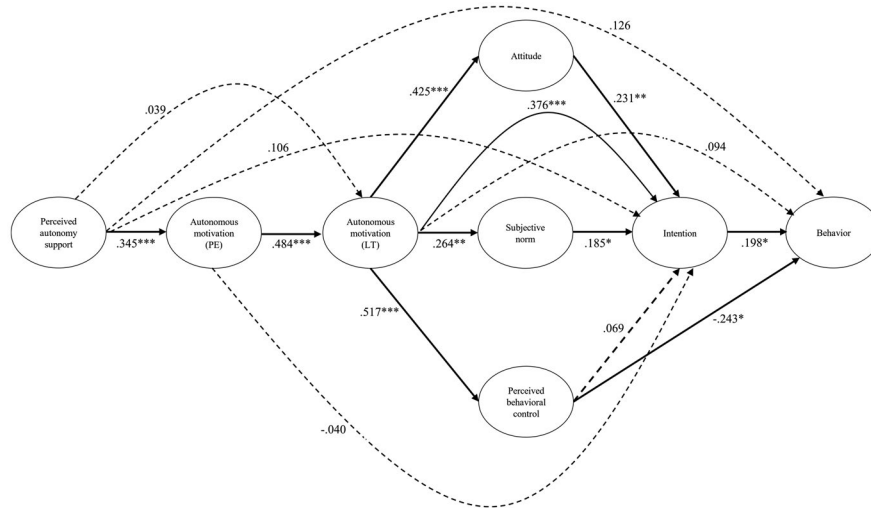 .126
Attitude
.425***
.231**
.376***
.039
.106
.094
Perceived
autonomy
support
Autonomous
motivation
(PE)
Autonomous
motivation
(LT)
Subjective
norm
Intention
Behavior
.345***
.484***
.264**
.185*
.198*
.517***
.069
-.243*
-.040
Perceived
behavioral
control